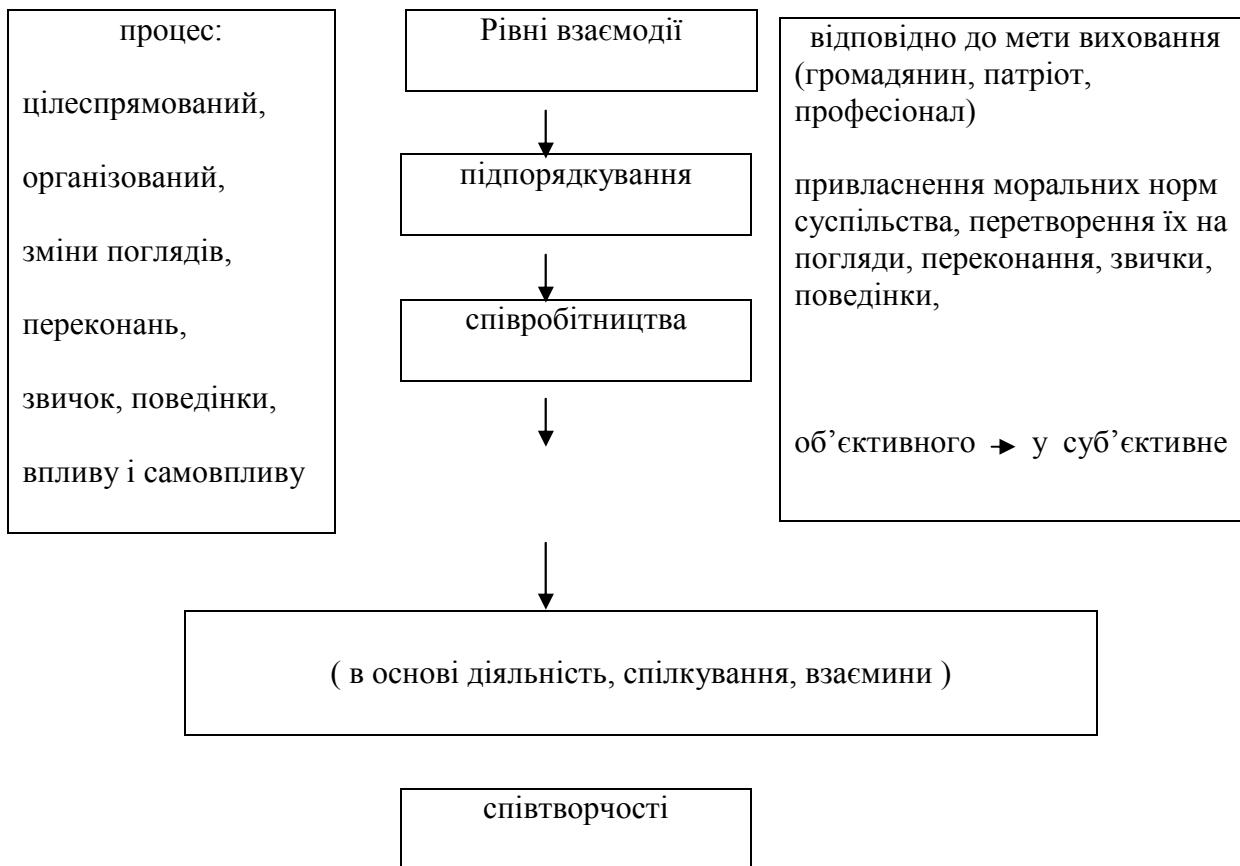 процес:
цілеспрямований,
організований,
зміни поглядів,
переконань,
звичок, поведінки,
впливу і самовпливу
Рівні взаємодії
підпорядкування
співробітництва
відповідно до мети виховання
(громадянин, патріот,
професіонал)
привласнення моральних норм
суспільства, перетворення їх на
погляди, переконання, звички,
поведінки,
об’єктивного у суб’єктивне
( в основі діяльність, спілкування, взаємини )
співтворчості